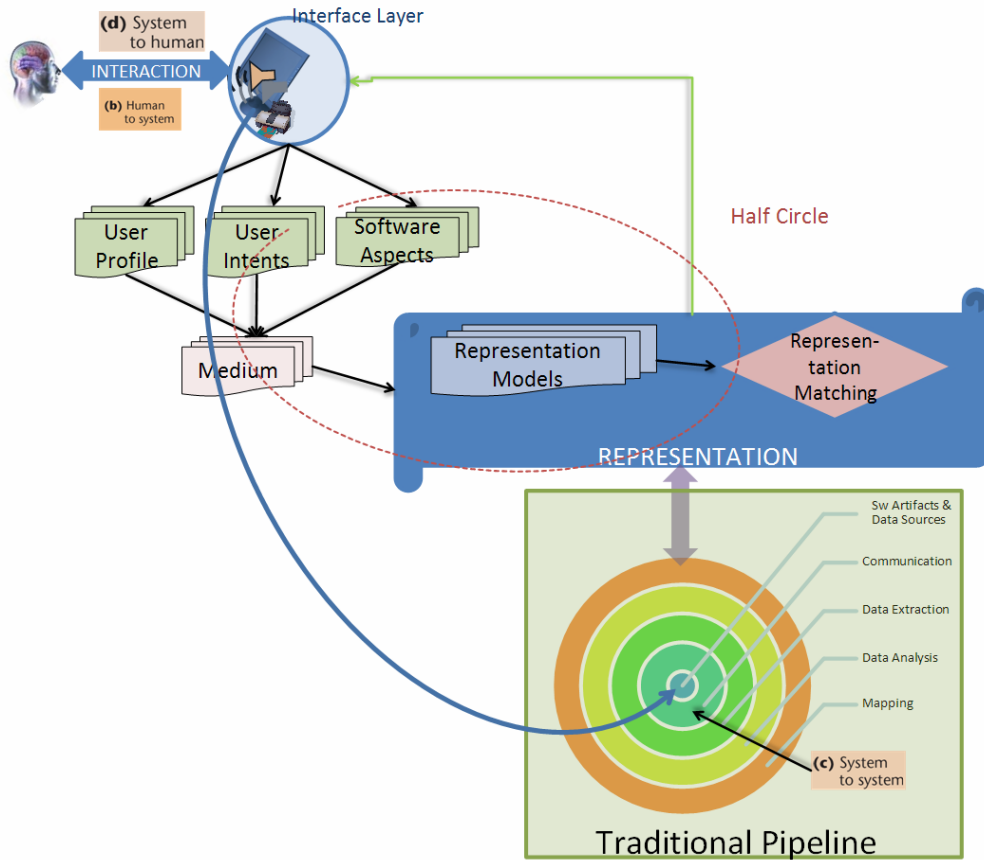 Interface Layer
(d) System
to human
INTERACTION
(b) Human
to system
Half Circle
User
Profile
User
Intents
Software
Aspects
Medium
Representation
Models
Represen-
tation
Matching
REPRESENTATION
Sw Artifacts &
Data Sources
Communication
Data Extraction
Data Analysis
Mapping
(c) System
to system
Traditional Pipeline